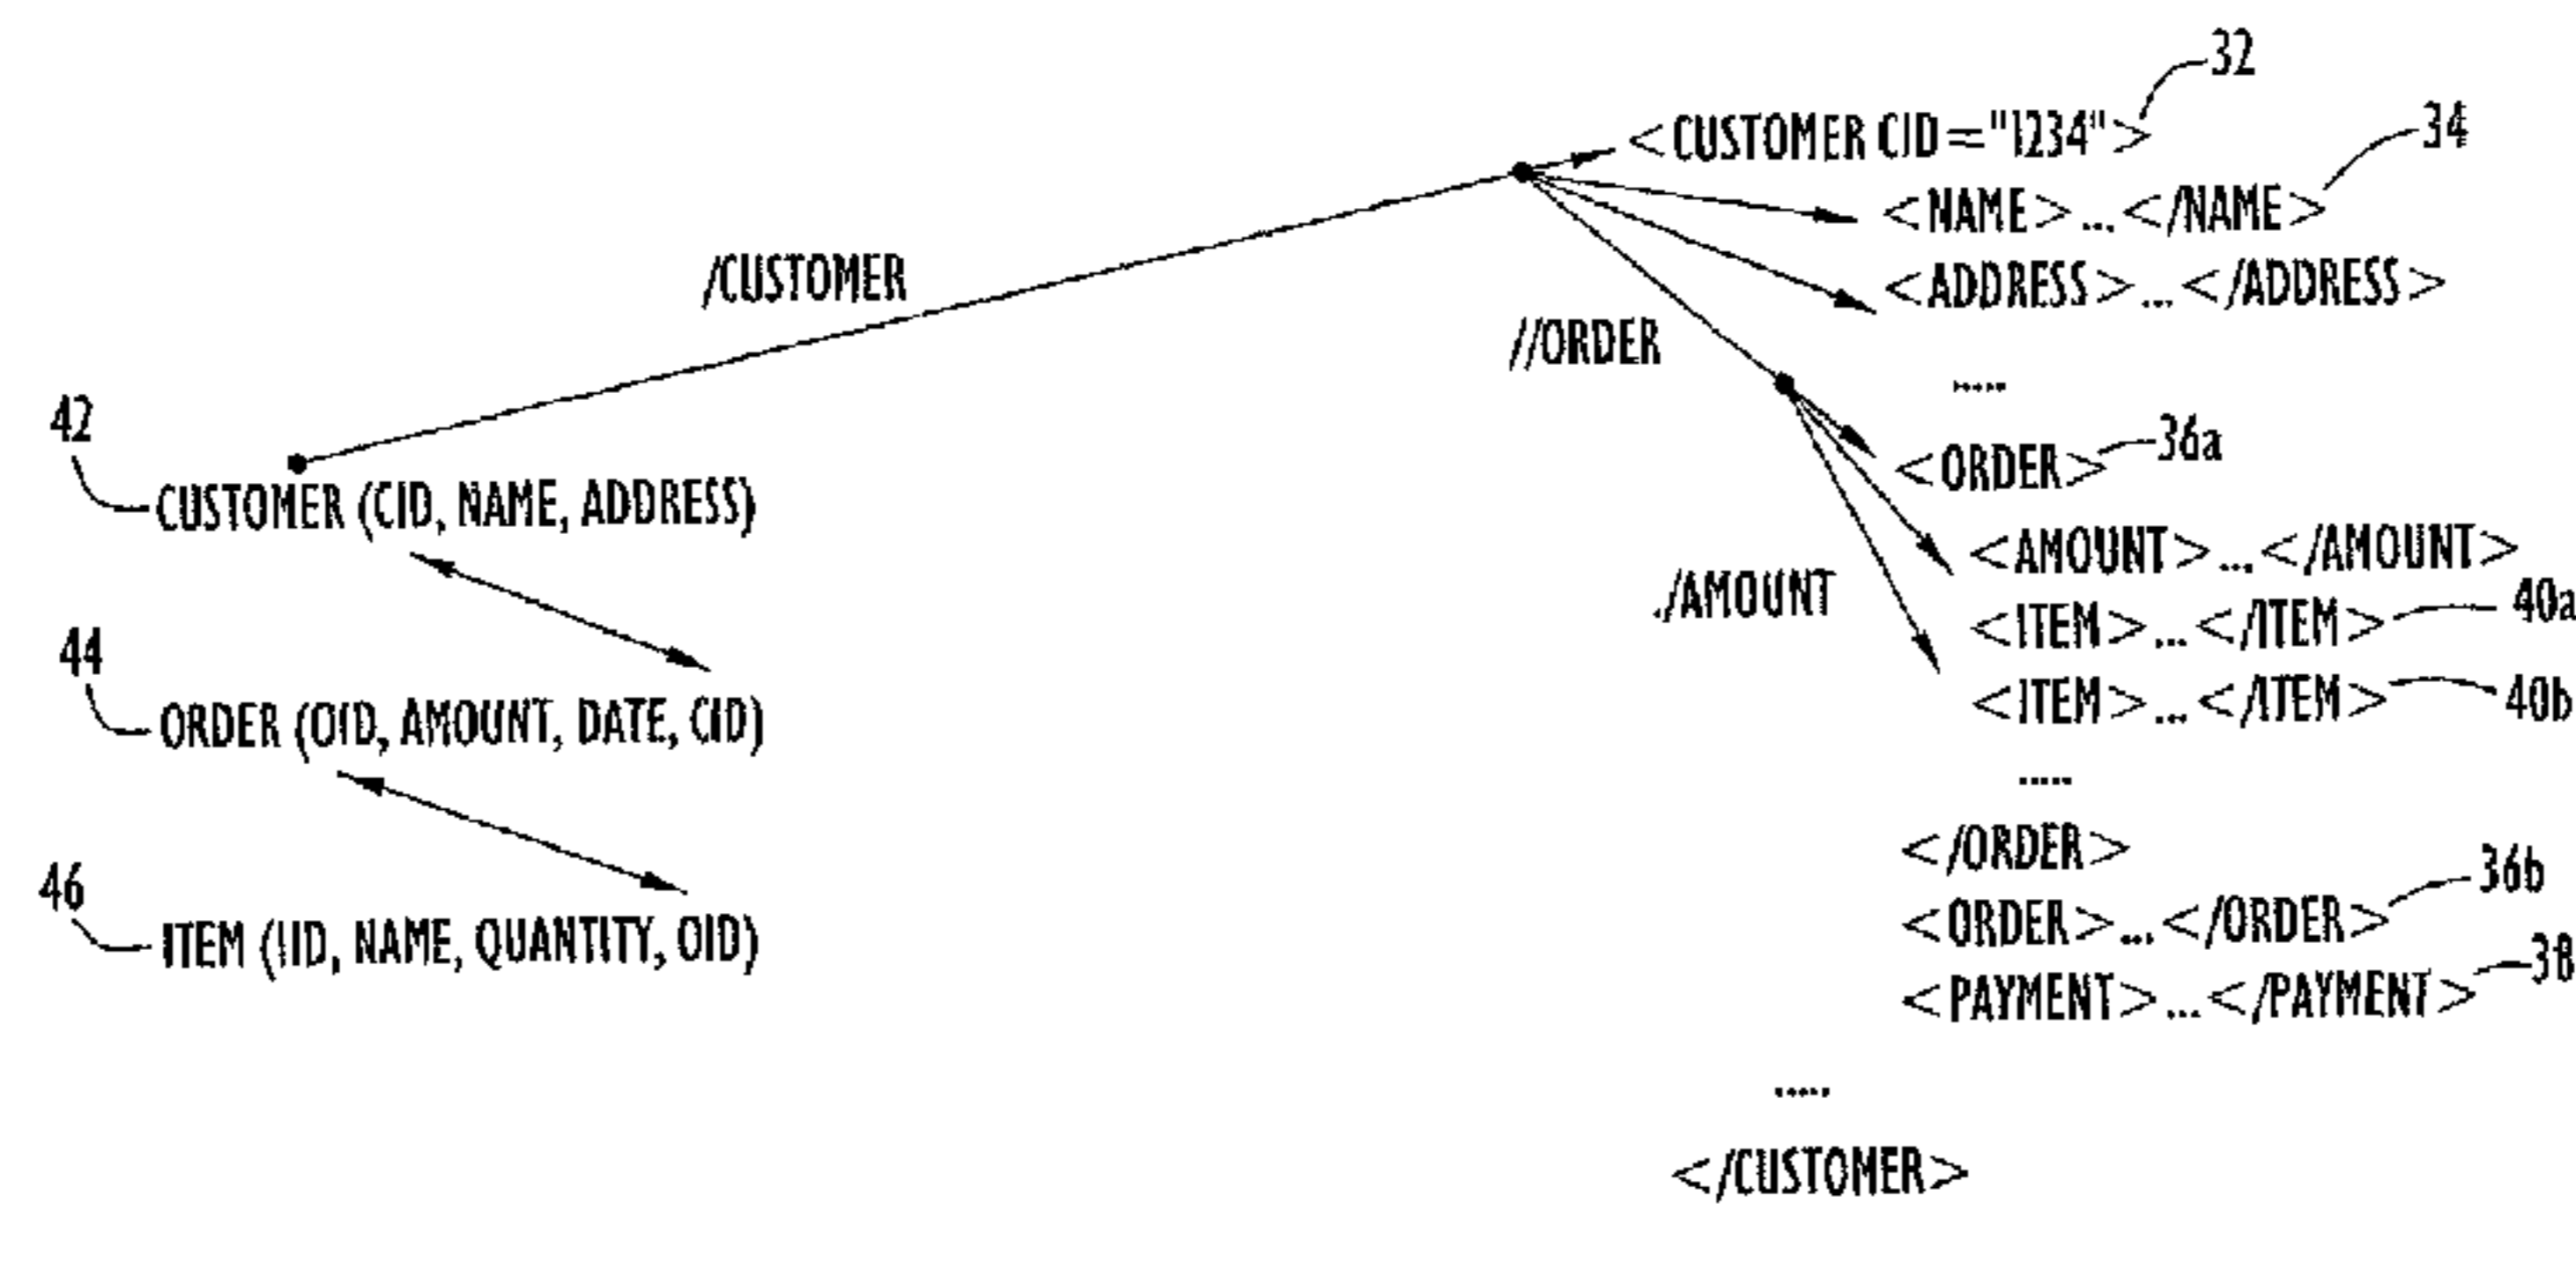 32
<CUSTOMER CID="1234">
34
<NAME>...</NAME>
<ADDRESS>...</ADDRESS>
/CUSTOMER
//ORDER
.....
42
36a
<ORDER>
CUSTOMER (CID, NAME, ADDRESS)
<AMOUNT>...</AMOUNT>
./AMOUNT
<ITEM>...</ITEM>
40a
44
<ITEM>...</ITEM>
40b
ORDER (OID, AMOUNT, DATE, CID)
.....
</ORDER>
46
36b
<ORDER>...</ORDER>
ITEM (IID, NAME, QUANTITY, OID)
38
<PAYMENT>...</PAYMENT>
.....
</CUSTOMER>